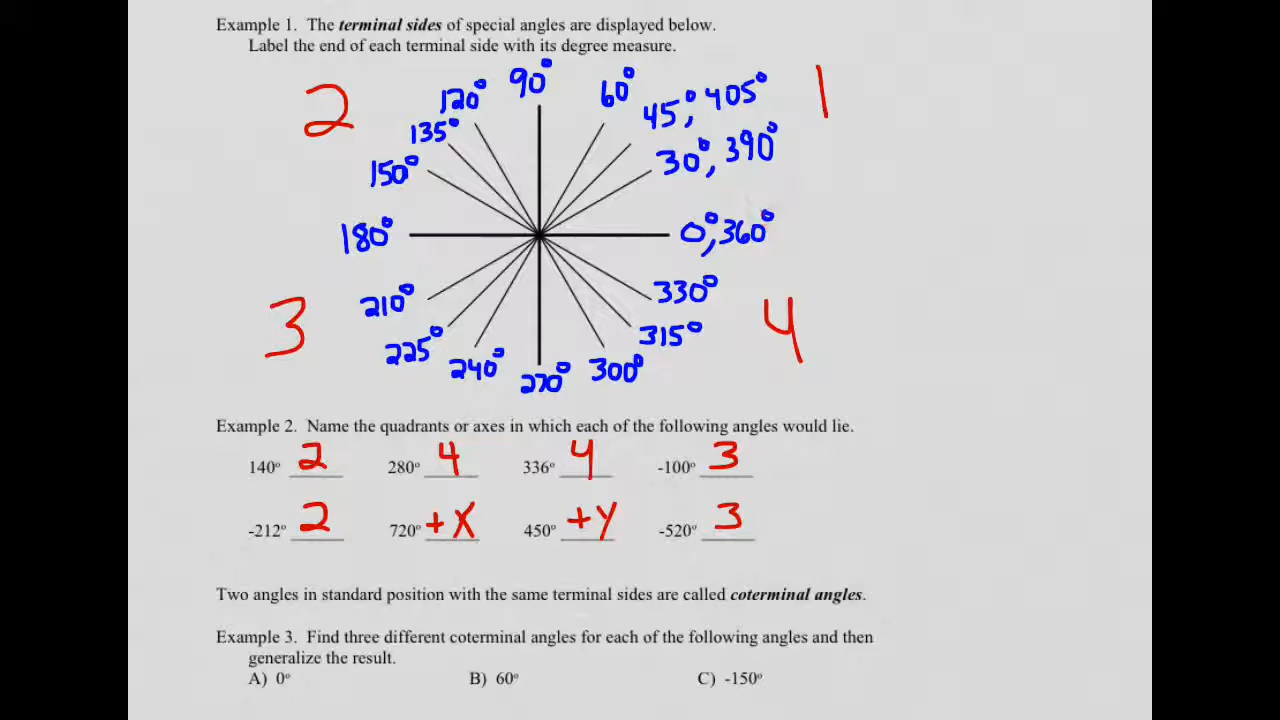 Example 1. The terminal sides of special angles are displayed below.
Label the end of each terminal side with its degree measure.
2 120° 90° 60° 45°, 405° 1
135° 30°, 390°
150°
180° 0°, 360°
3 210° 330° 4
225° 240° 270° 300° 315°
Example 2. Name the quadrants or axes in which each of the following angles would lie.
140° 2 280° 4 336° 4 -100° 3
-212° 2 720° +X 450° +Y -520° 3
Two angles in standard position with the same terminal sides are called coterminal angles.
Example 3. Find three different coterminal angles for each of the following angles and then
generalize the result.
A) 0° B) 60° C) -150°